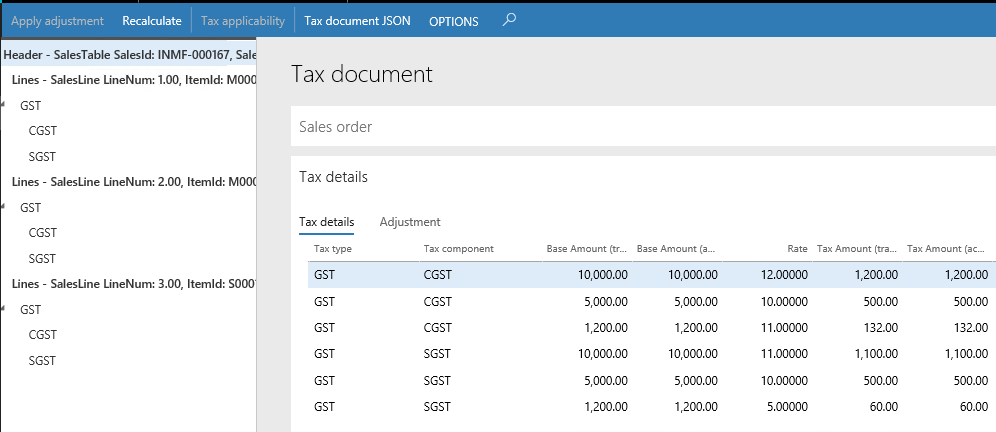 Apply adjustment Recalculate Tax applicability Tax document JSON OPTIONS
Header - SalesTable SalesId: INMF-000167, Sale
Lines - SalesLine LineNum: 1.00, ItemId: M000
GST
CGST
SGST
Lines - SalesLine LineNum: 2.00, ItemId: M000
GST
CGST
SGST
Lines - SalesLine LineNum: 3.00, ItemId: S000
GST
CGST
SGST
Tax document
Sales order
Tax details
Tax details Adjustment
Tax type Tax component Base Amount (tr... Base Amount (a... Rate Tax Amount (tra... Tax Amount (ac...
GST CGST 10,000.00 10,000.00 12.00000 1,200.00 1,200.00
GST CGST 5,000.00 5,000.00 10.00000 500.00 500.00
GST CGST 1,200.00 1,200.00 11.00000 132.00 132.00
GST SGST 10,000.00 10,000.00 11.00000 1,100.00 1,100.00
GST SGST 5,000.00 5,000.00 10.00000 500.00 500.00
GST SGST 1,200.00 1,200.00 5.00000 60.00 60.00